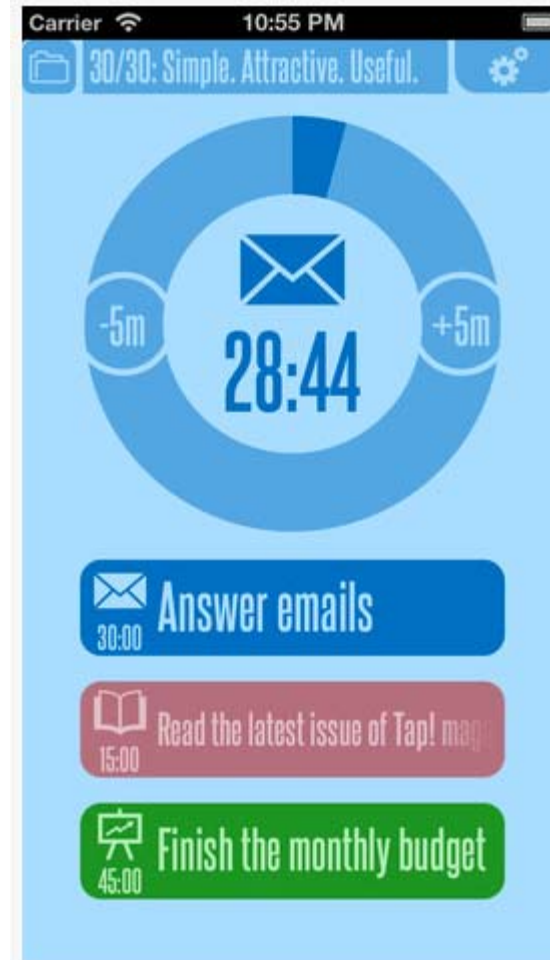 Carrier 10:55 PM
30/30: Simple. Attractive. Useful.
-5m
+5m
28:44
Answer emails
30:00
Read the latest issue of Tap!
15:00
Finish the monthly budget
45:00